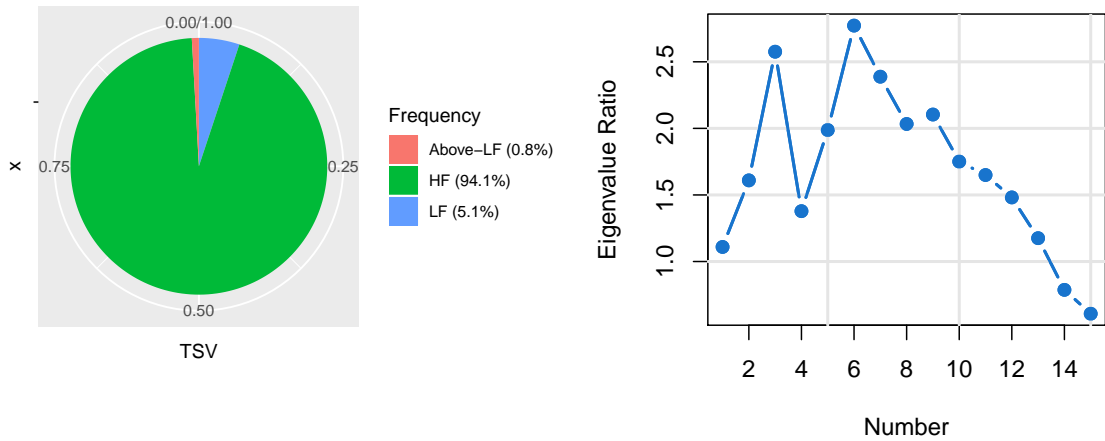 0.00/1.00
0.75
0.25
0.50
x
TSV
Frequency
Above-LF (0.8%)
HF (94.1%)
LF (5.1%)
Eigenvalue Ratio
2.5
2.0
1.5
1.0
2 4 6 8 10 12 14
Number